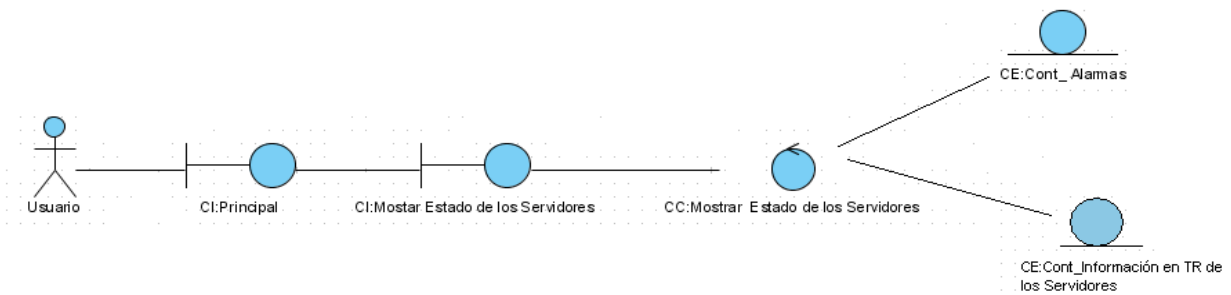 CE:Cont_ Alarmas
Usuario
CI:Principal
CI:Mostar Estado de los Servidores
CC:Mostrar Estado de los Servidores
CE:Cont_Información en TR de
los Servidores